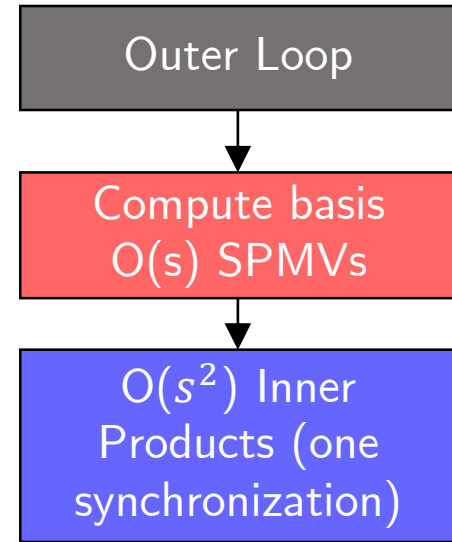 Outer Loop
Compute basis
O(s) SPMVs
O(s²) Inner
Products (one
synchronization)